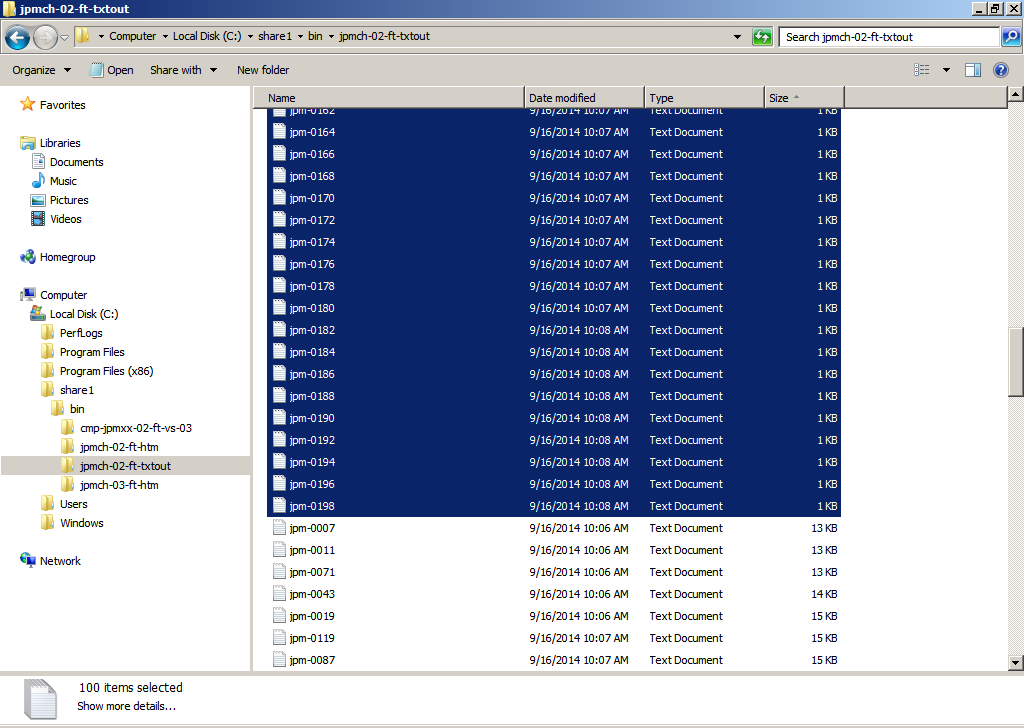 jpmch-02-ft-txtout
Computer Local Disk (C:) share1 bin jpmch-02-ft-txtout
Search jpmch-02-ft-txtout
Organize Open Share with New folder
Favorites
Libraries
Documents
Music
Pictures
Videos
Homegroup
Computer
Local Disk (C:)
PerfLogs
Program Files
Program Files (x86)
share1
bin
cmp-jpmxx-02-ft-vs-03
jpmch-02-ft-htm
jpmch-02-ft-txtout
jpmch-03-ft-htm
Users
Windows
Network
Name Date modified Type Size
jpm-0162 9/16/2014 10:07 AM Text Document 1 KB
jpm-0164 9/16/2014 10:07 AM Text Document 1 KB
jpm-0166 9/16/2014 10:07 AM Text Document 1 KB
jpm-0168 9/16/2014 10:07 AM Text Document 1 KB
jpm-0170 9/16/2014 10:07 AM Text Document 1 KB
jpm-0172 9/16/2014 10:07 AM Text Document 1 KB
jpm-0174 9/16/2014 10:07 AM Text Document 1 KB
jpm-0176 9/16/2014 10:07 AM Text Document 1 KB
jpm-0178 9/16/2014 10:07 AM Text Document 1 KB
jpm-0180 9/16/2014 10:07 AM Text Document 1 KB
jpm-0182 9/16/2014 10:08 AM Text Document 1 KB
jpm-0184 9/16/2014 10:08 AM Text Document 1 KB
jpm-0186 9/16/2014 10:08 AM Text Document 1 KB
jpm-0188 9/16/2014 10:08 AM Text Document 1 KB
jpm-0190 9/16/2014 10:08 AM Text Document 1 KB
jpm-0192 9/16/2014 10:08 AM Text Document 1 KB
jpm-0194 9/16/2014 10:08 AM Text Document 1 KB
jpm-0196 9/16/2014 10:08 AM Text Document 1 KB
jpm-0198 9/16/2014 10:08 AM Text Document 1 KB
jpm-0007 9/16/2014 10:06 AM Text Document 13 KB
jpm-0011 9/16/2014 10:06 AM Text Document 13 KB
jpm-0071 9/16/2014 10:06 AM Text Document 13 KB
jpm-0043 9/16/2014 10:06 AM Text Document 14 KB
jpm-0019 9/16/2014 10:06 AM Text Document 15 KB
jpm-0119 9/16/2014 10:07 AM Text Document 15 KB
jpm-0087 9/16/2014 10:07 AM Text Document 15 KB
100 items selected
Show more details...